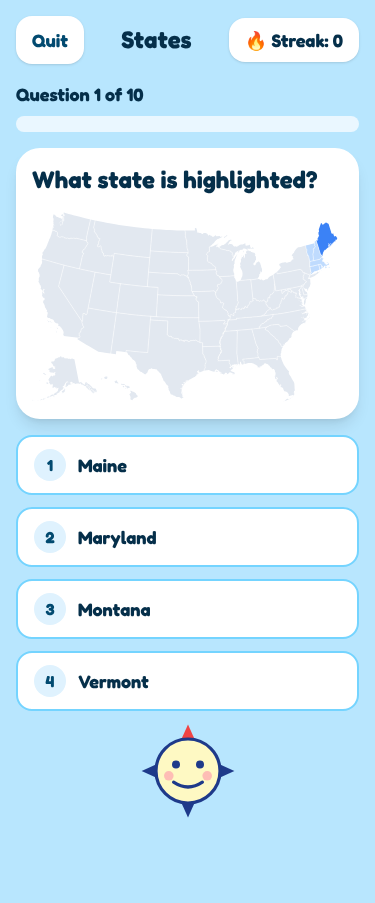 Quit
States
🔥 Streak: 0
Question 1 of 10
What state is highlighted?
1 Maine
2 Maryland
3 Montana
4 Vermont